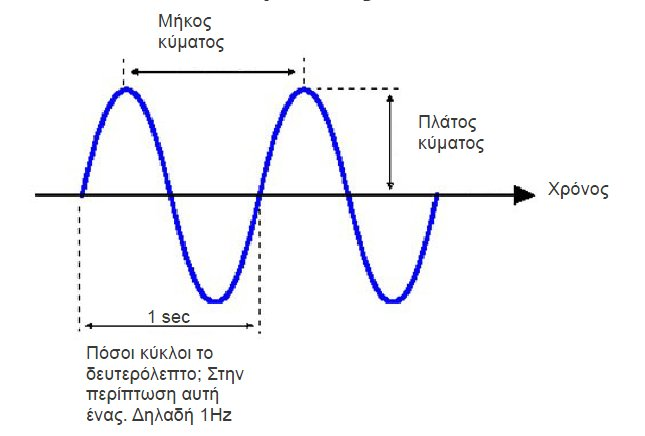 Μήκος
κύματος
Πλάτος
κύματος
Χρόνος
1 sec
Πόσοι κύκλοι το
δευτερόλεπτο; Στην
περίπτωση αυτή
ένας. Δηλαδή 1Hz